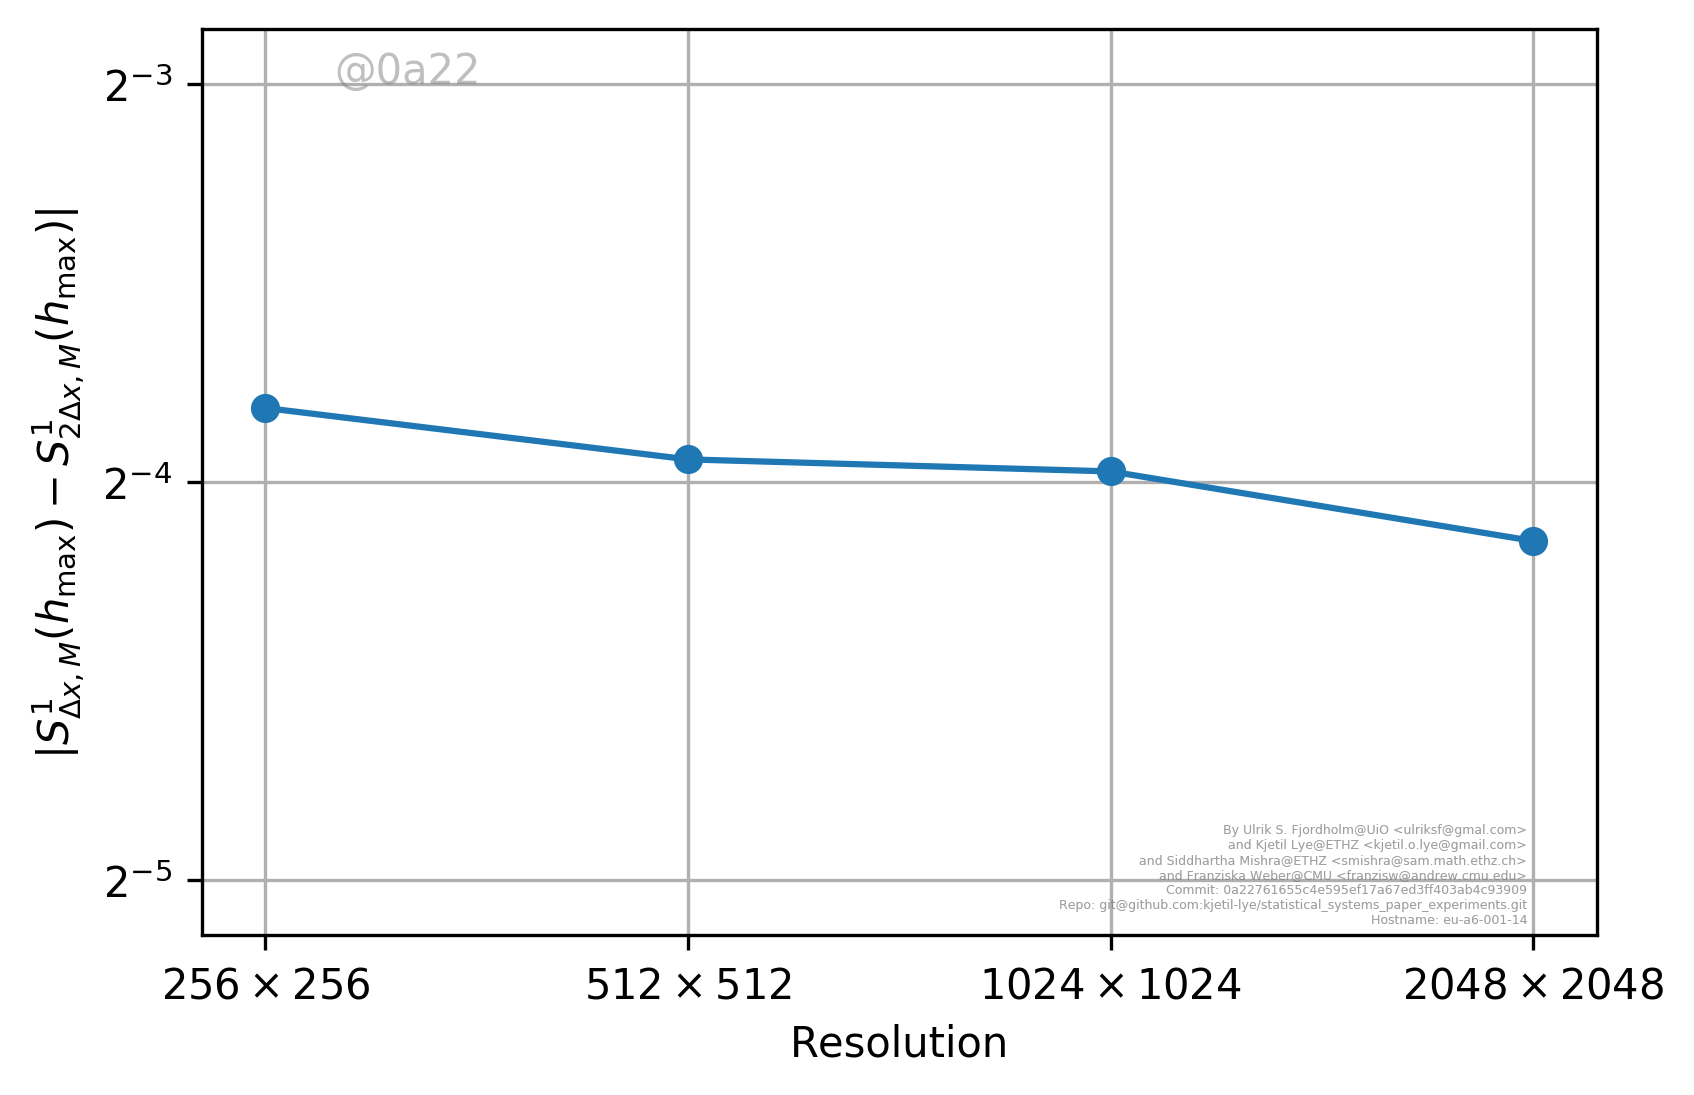 @0a22
2⁻³
2⁻⁴
2⁻⁵
|S¹_{Δx,M}(h_max) − S¹_{2Δx,M}(h_max)|
By Ulrik S. Fjordholm@UiO <ulriksf@gmal.com>
and Kjetil Lye@ETHZ <kjetil.o.lye@gmail.com>
and Siddhartha Mishra@ETHZ <smishra@sam.math.ethz.ch>
and Franziska Weber@CMU <franzisw@andrew.cmu.edu>
Commit: 0a22761655c4e595ef17a67ed3ff403ab4c93909
Repo: git@github.com:kjetil-lye/statistical_systems_paper_experiments.git
Hostname: eu-a6-001-14
256 × 256 512 × 512 1024 × 1024 2048 × 2048
Resolution